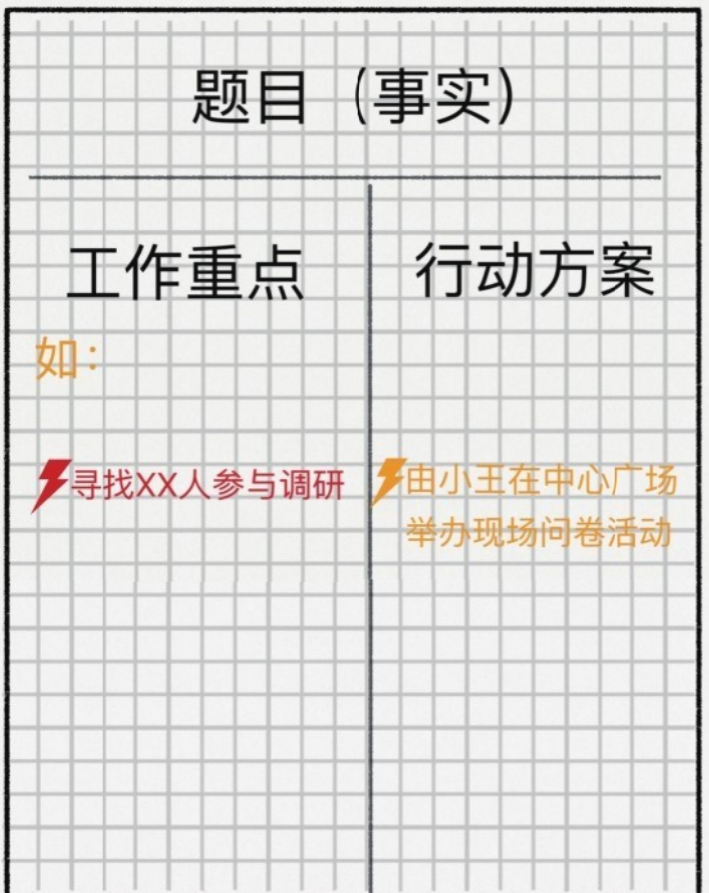 题目（事实）
工作重点
行动方案
如：
寻找XX人参与调研
由小王在中心广场
举办现场问卷活动